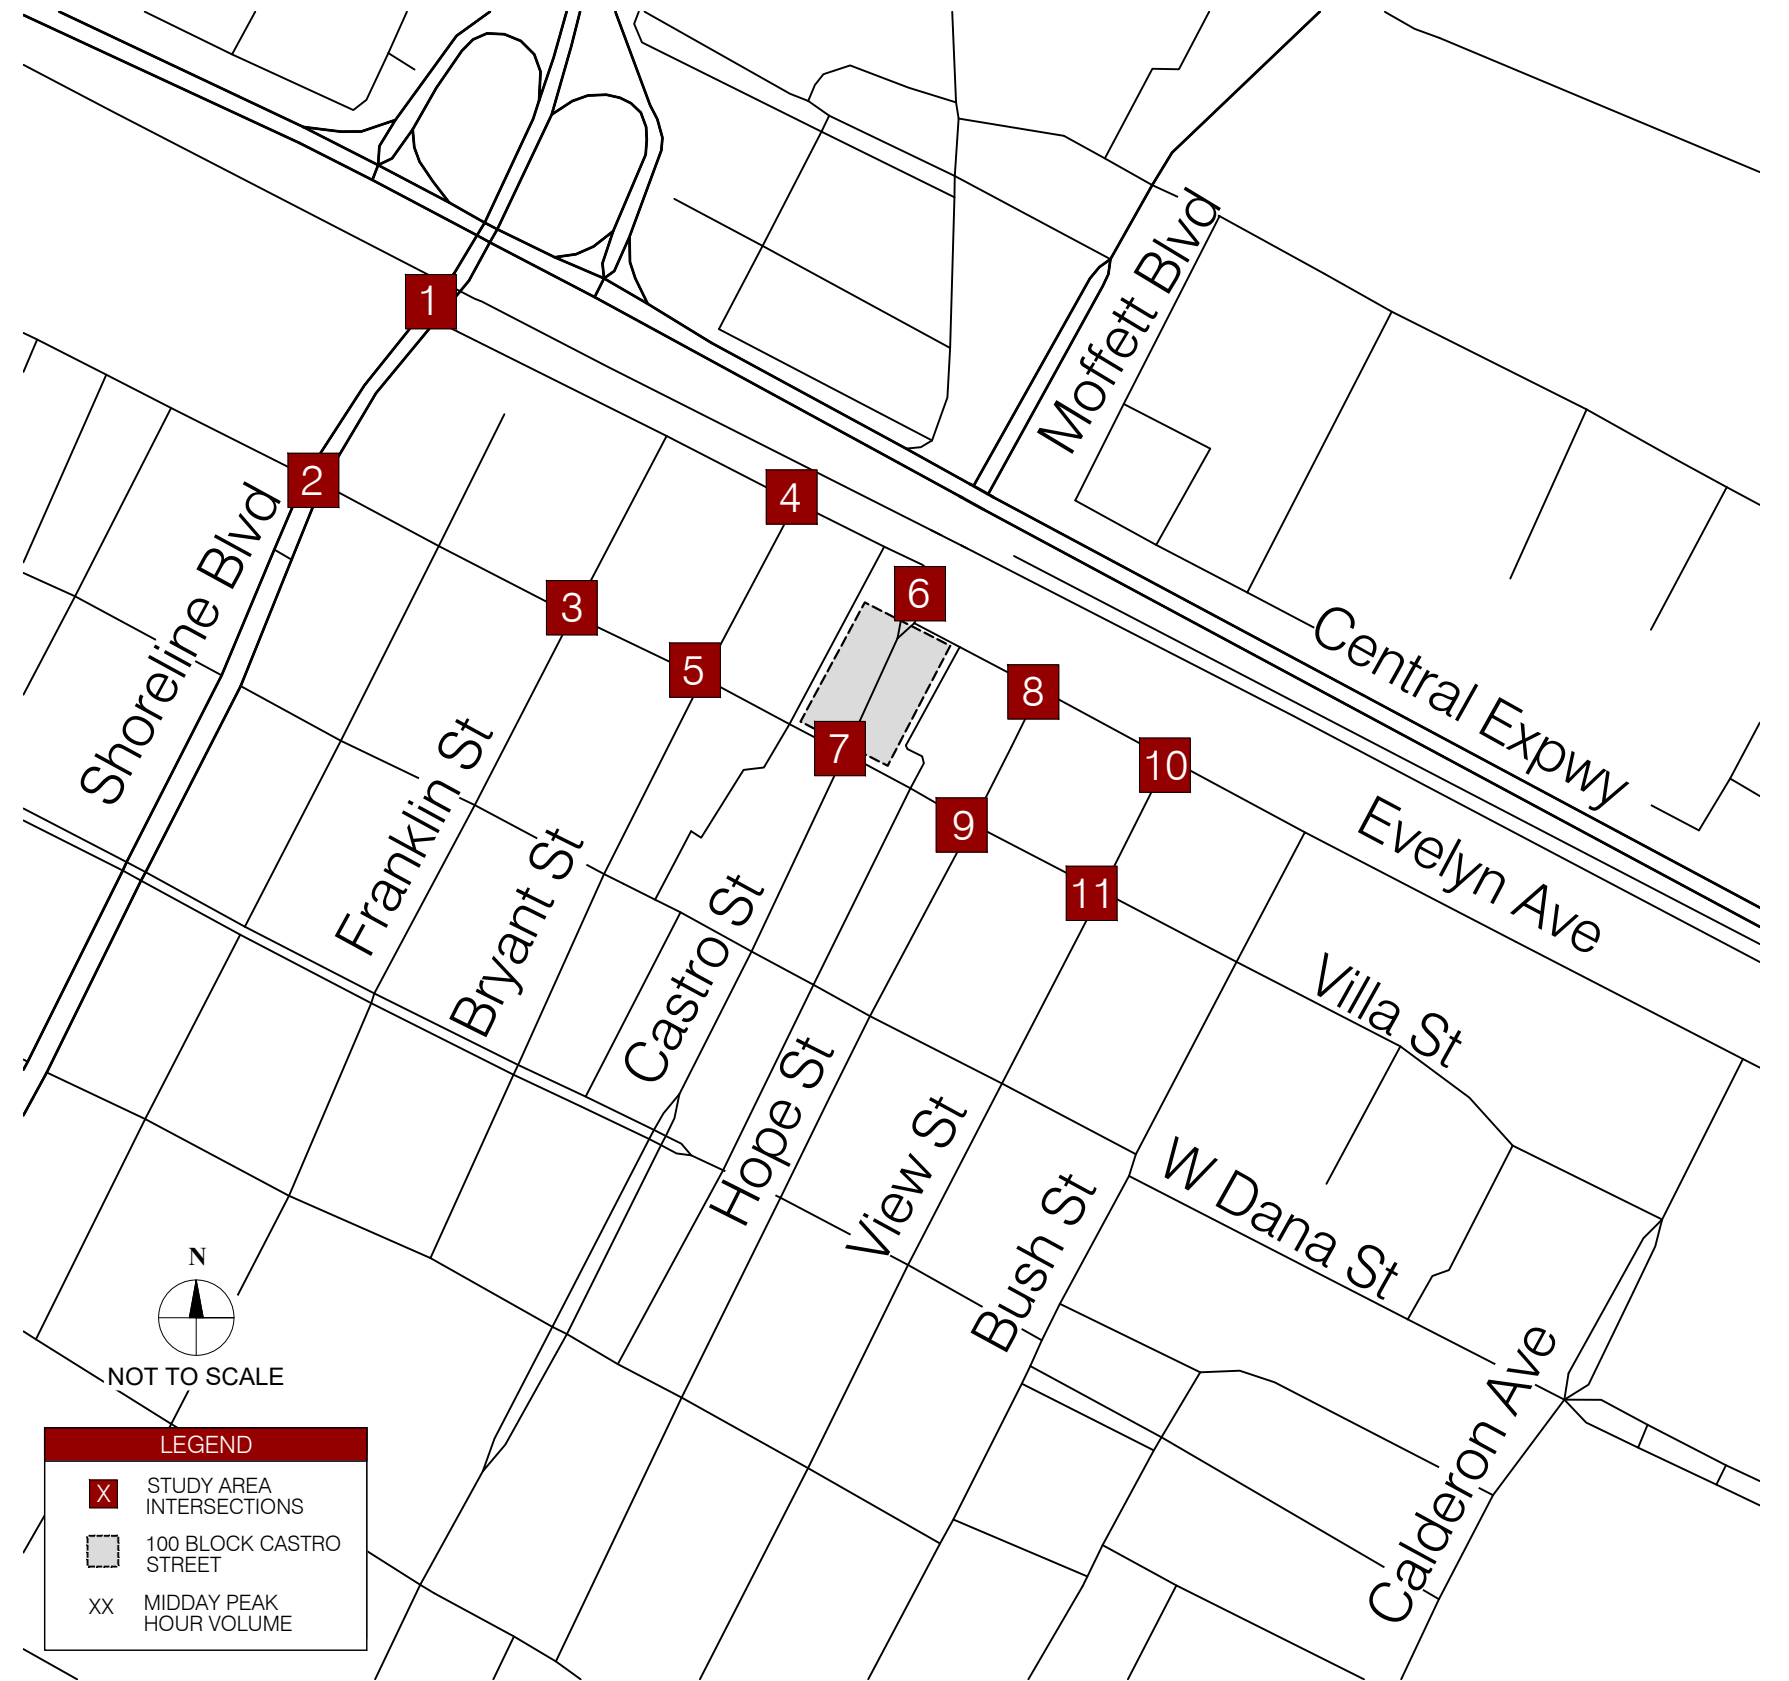 Moffett Blvd
1
2
4
Shoreline Blvd
3
6
5
8
Central Expwy
7
10
9
Evelyn Ave
11
Franklin St
Bryant St
Castro St
Villa St
Hope St
View St
W Dana St
Bush St
Calderon Ave
N
NOT TO SCALE
LEGEND
X
STUDY AREA
INTERSECTIONS
100 BLOCK CASTRO
STREET
XX
MIDDAY PEAK
HOUR VOLUME